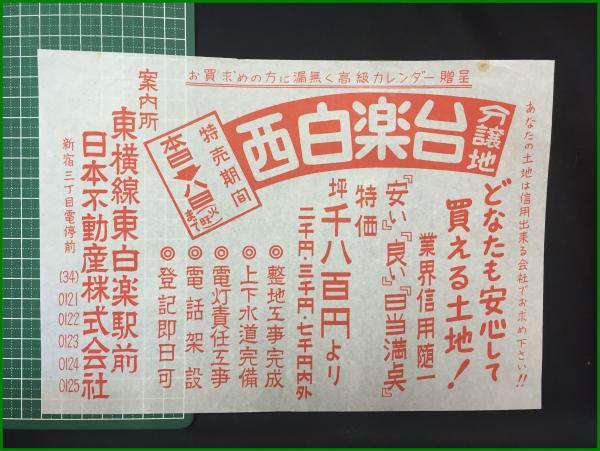 お買求めの方に漏無く高級カレンダー贈呈
西白楽台
分譲地
あなたの土地は信用出来る会社でお求め下さい!!
どなたも安心して
買える土地!
業界信用随一
『安い』『良い』『日当満点』
特価
坪千八百円より
二千円・三千円・七千円内外
◎整地工事完成
◎上下水道完備
◎電灯責任工事
◎電話架設
◎登記即日可
特売期間
本日
八日
まで
案内所
東横線東白楽駅前
日本不動産株式会社
新宿三丁目電停前
(34)
0121
0122
0123
0124
0125